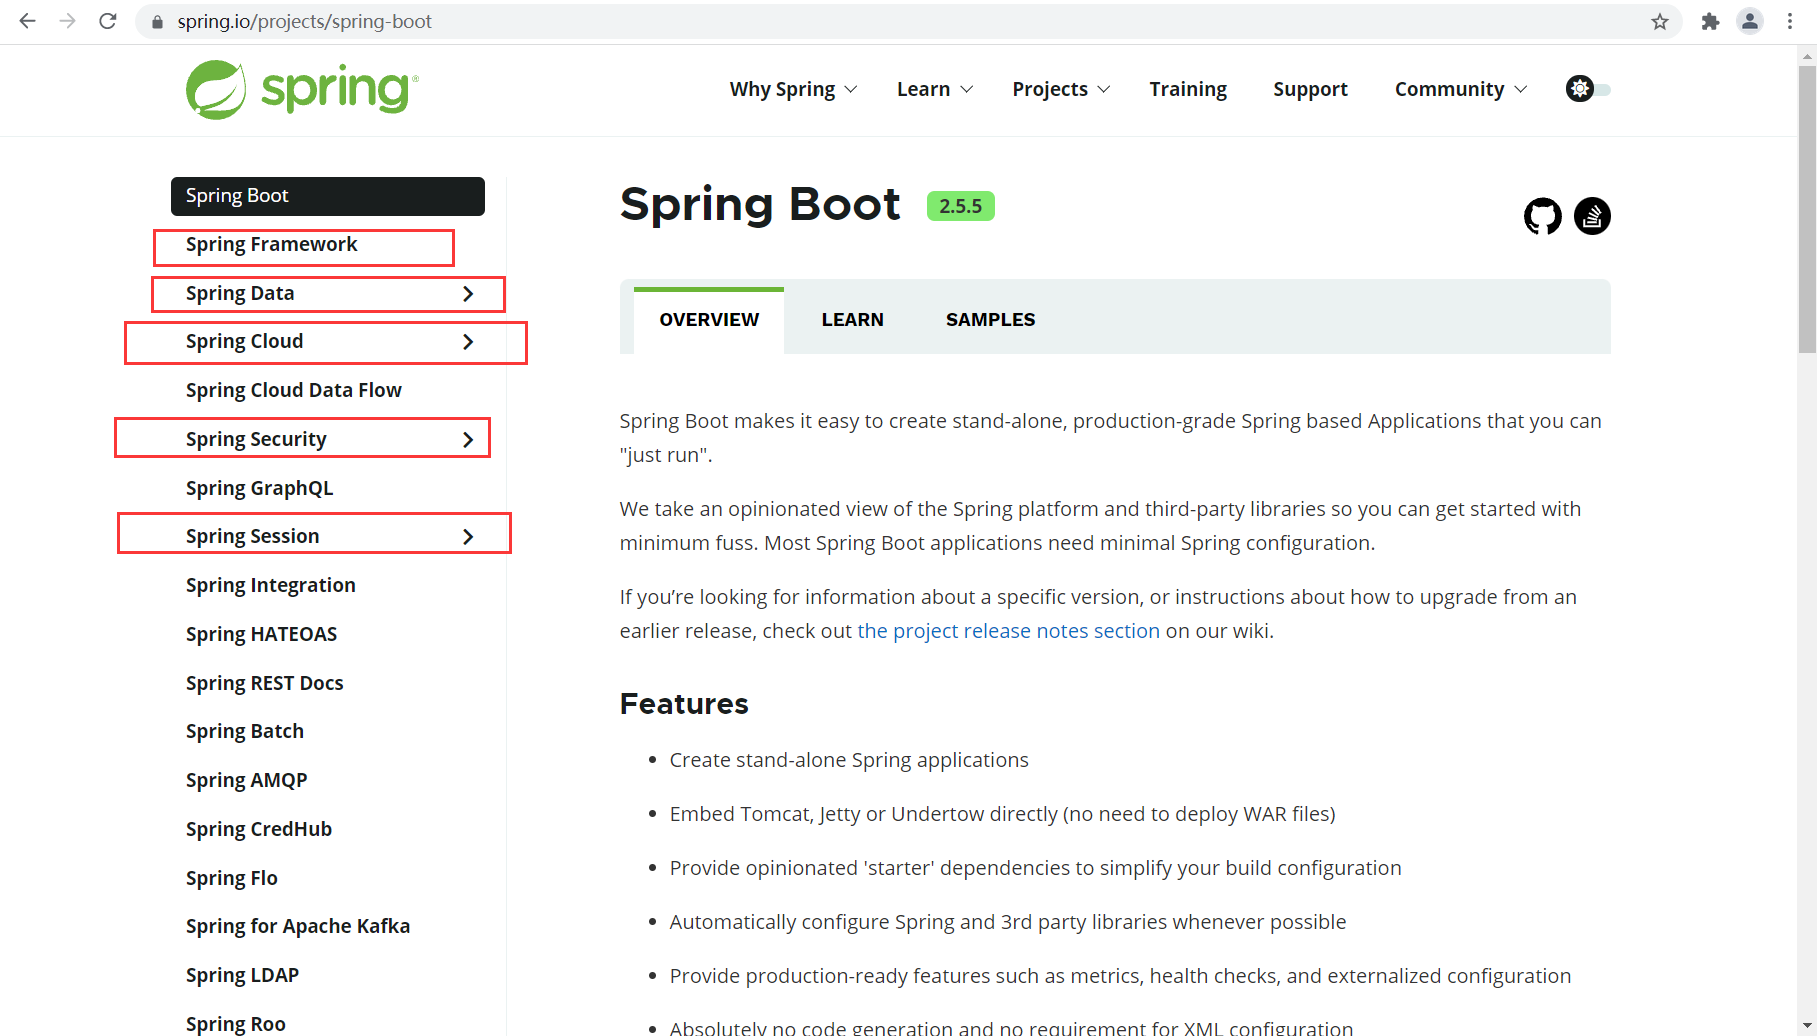 spring.io/projects/spring-boot
spring®
Why Spring
Learn
Projects
Training
Support
Community
Spring Boot
Spring Framework
Spring Data
Spring Cloud
Spring Cloud Data Flow
Spring Security
Spring GraphQL
Spring Session
Spring Integration
Spring HATEOAS
Spring REST Docs
Spring Batch
Spring AMQP
Spring CredHub
Spring Flo
Spring for Apache Kafka
Spring LDAP
Spring Roo
Spring Boot 2.5.5
OVERVIEW
LEARN
SAMPLES
Spring Boot makes it easy to create stand-alone, production-grade Spring based Applications that you can
"just run".
We take an opinionated view of the Spring platform and third-party libraries so you can get started with
minimum fuss. Most Spring Boot applications need minimal Spring configuration.
If you’re looking for information about a specific version, or instructions about how to upgrade from an
earlier release, check out the project release notes section on our wiki.
Features
• Create stand-alone Spring applications
• Embed Tomcat, Jetty or Undertow directly (no need to deploy WAR files)
• Provide opinionated 'starter' dependencies to simplify your build configuration
• Automatically configure Spring and 3rd party libraries whenever possible
• Provide production-ready features such as metrics, health checks, and externalized configuration
• Absolutely no code generation and no requirement for XML configuration